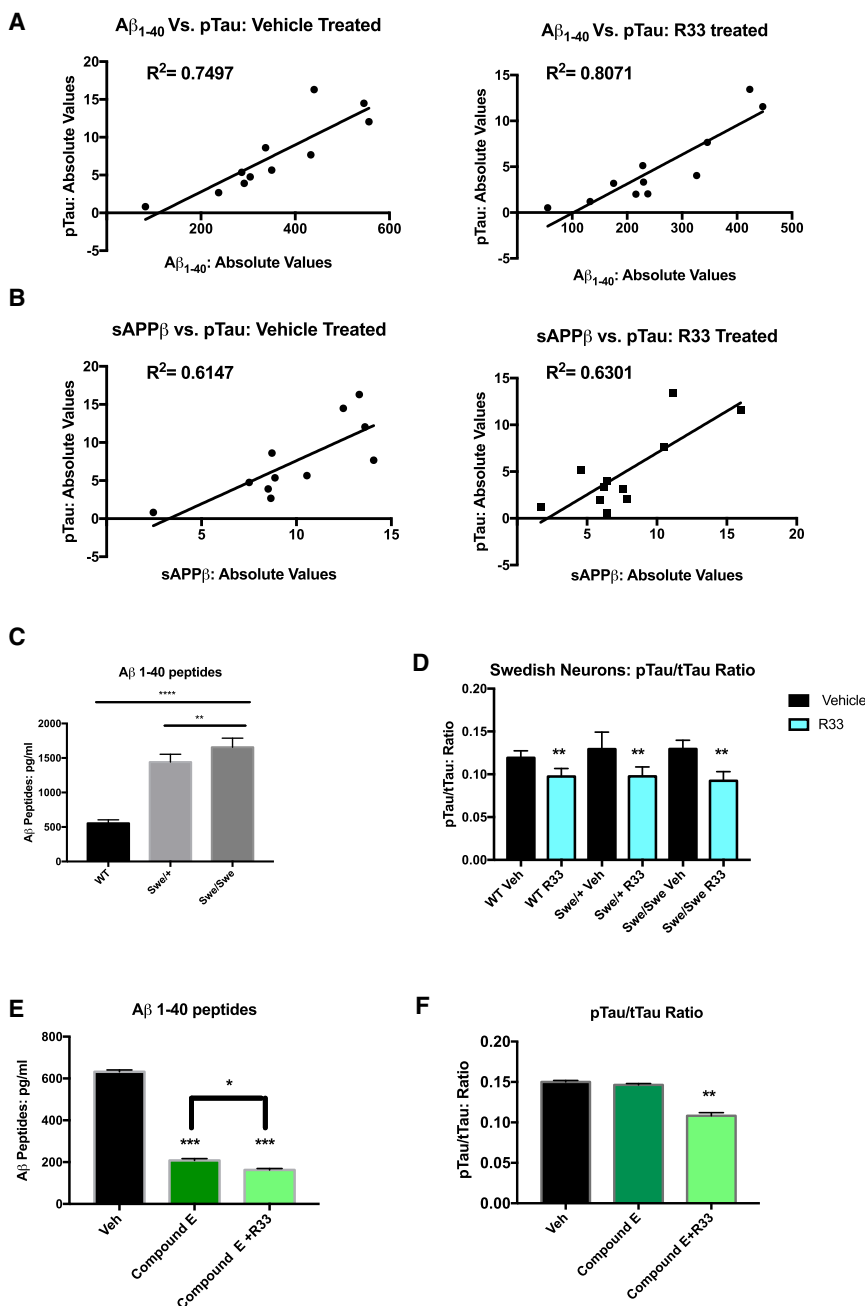 A
Aβ1-40 Vs. pTau: Vehicle Treated
R2= 0.7497
pTau: Absolute Values
20
15
10
5
0
-5
200
400
600
Aβ1-40: Absolute Values
Aβ1-40 Vs. pTau: R33 treated
R2= 0.8071
pTau: Absolute Values
15
10
5
0
-5
100
200
300
400
500
Aβ1-40: Absolute Values
B
sAPPβ vs. pTau: Vehicle Treated
R2= 0.6147
pTau: Absolute Values
20
15
10
5
0
-5
5
10
15
sAPPβ: Absolute Values
sAPPβ vs. pTau: R33 Treated
R2= 0.6301
pTau: Absolute Values
15
10
5
0
-5
5
10
15
20
sAPPβ: Absolute Values
C
Aβ 1-40 peptides
****
**
Aβ Peptides: pg/ml
2000
1500
1000
500
0
WT
Swe/+
Swe/Swe
D
Swedish Neurons: pTau/tTau Ratio
Vehicle
R33
pTau/tTau: Ratio
0.20
0.15
0.10
0.05
0.00
**
**
**
WT Veh
WT R33
Swe/+ Veh
Swe/+ R33
Swe/Swe Veh
Swe/Swe R33
E
Aβ 1-40 peptides
Aβ Peptides: pg/ml
800
600
400
200
0
*
***
***
Veh
Compound E
Compound E +R33
F
pTau/tTau Ratio
pTau/tTau: Ratio
0.20
0.15
0.10
0.05
0.00
**
Veh
Compound E
Compound E+R33